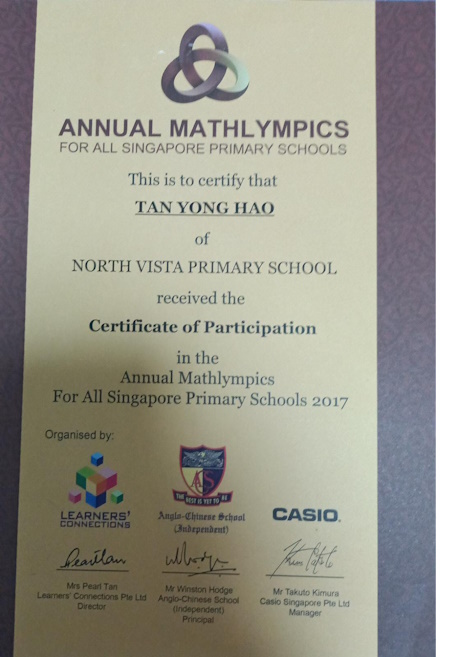 ANNUAL MATHLYMPICS
FOR ALL SINGAPORE PRIMARY SCHOOLS
This is to certify that
TAN YONG HAO
of
NORTH VISTA PRIMARY SCHOOL
received the
Certificate of Participation
in the
Annual Mathlympics
For All Singapore Primary Schools 2017
Organised by:
LEARNERS'
CONNECTIONS
ACS
THE BEST IS YET TO BE
Anglo-Chinese School
(Independent)
CASIO.
Mrs Pearl Tan
Learners' Connections Pte Ltd
Director
Mr Winston Hodge
Anglo-Chinese School
(Independent)
Principal
Mr Takuto Kimura
Casio Singapore Pte Ltd
Manager